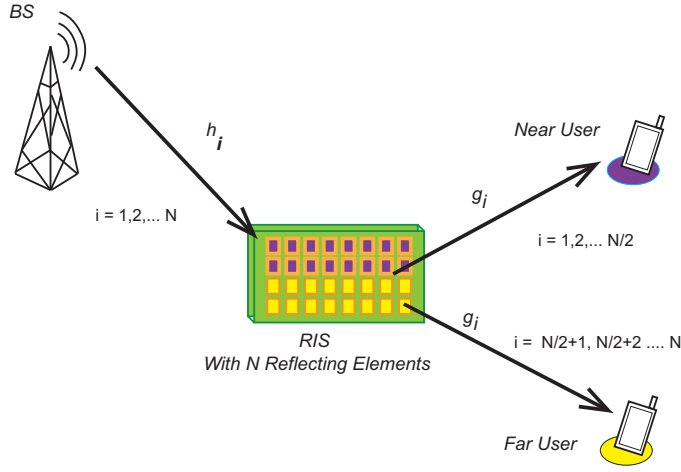 BS
h i
Near User
g i
i = 1,2,... N
i = 1,2,... N/2
g i
i = N/2+1, N/2+2 .... N
RIS
With N Reflecting Elements
Far User